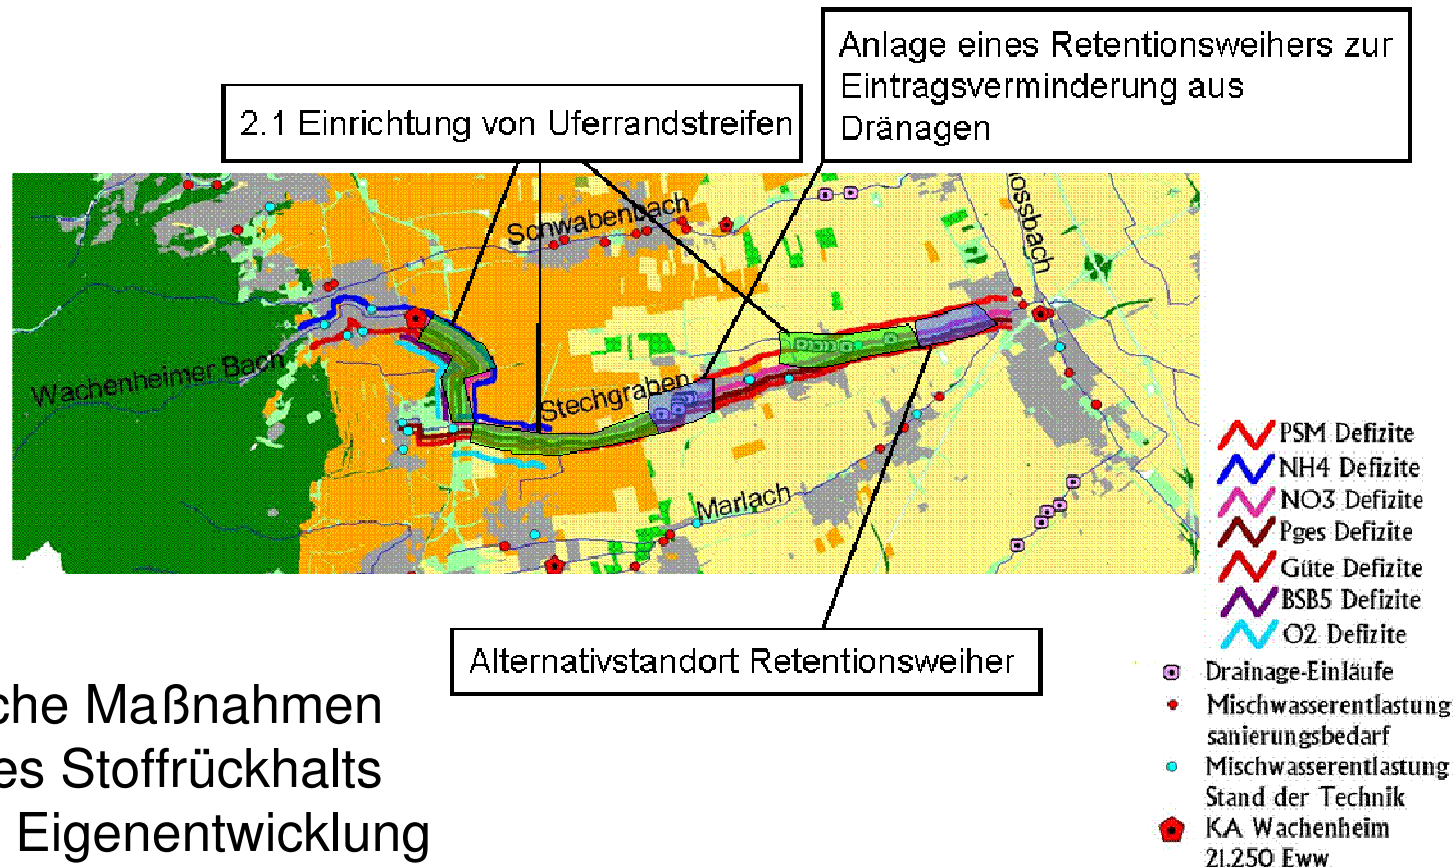 Anlage eines Retentionsweihers zur
Eintragsverminderung aus
Dränagen
2.1 Einrichtung von Uferrandstreifen
Schwabenbach
Wachenheimer Bach
Stechgraben
Marlach
PSM Defizite
NH4 Defizite
NO3 Defizite
Pges Defizite
Güte Defizite
BSB5 Defizite
O2 Defizite
Alternativstandort Retentionsweiher
Drainage-Einläufe
Mischwasserentlastung
sanierungsbedarf
Mischwasserentlastung
Stand der Technik
KA Wachenheim
21.250 Eww
che Maßnahmen
es Stoffrückhalts
Eigenentwicklung